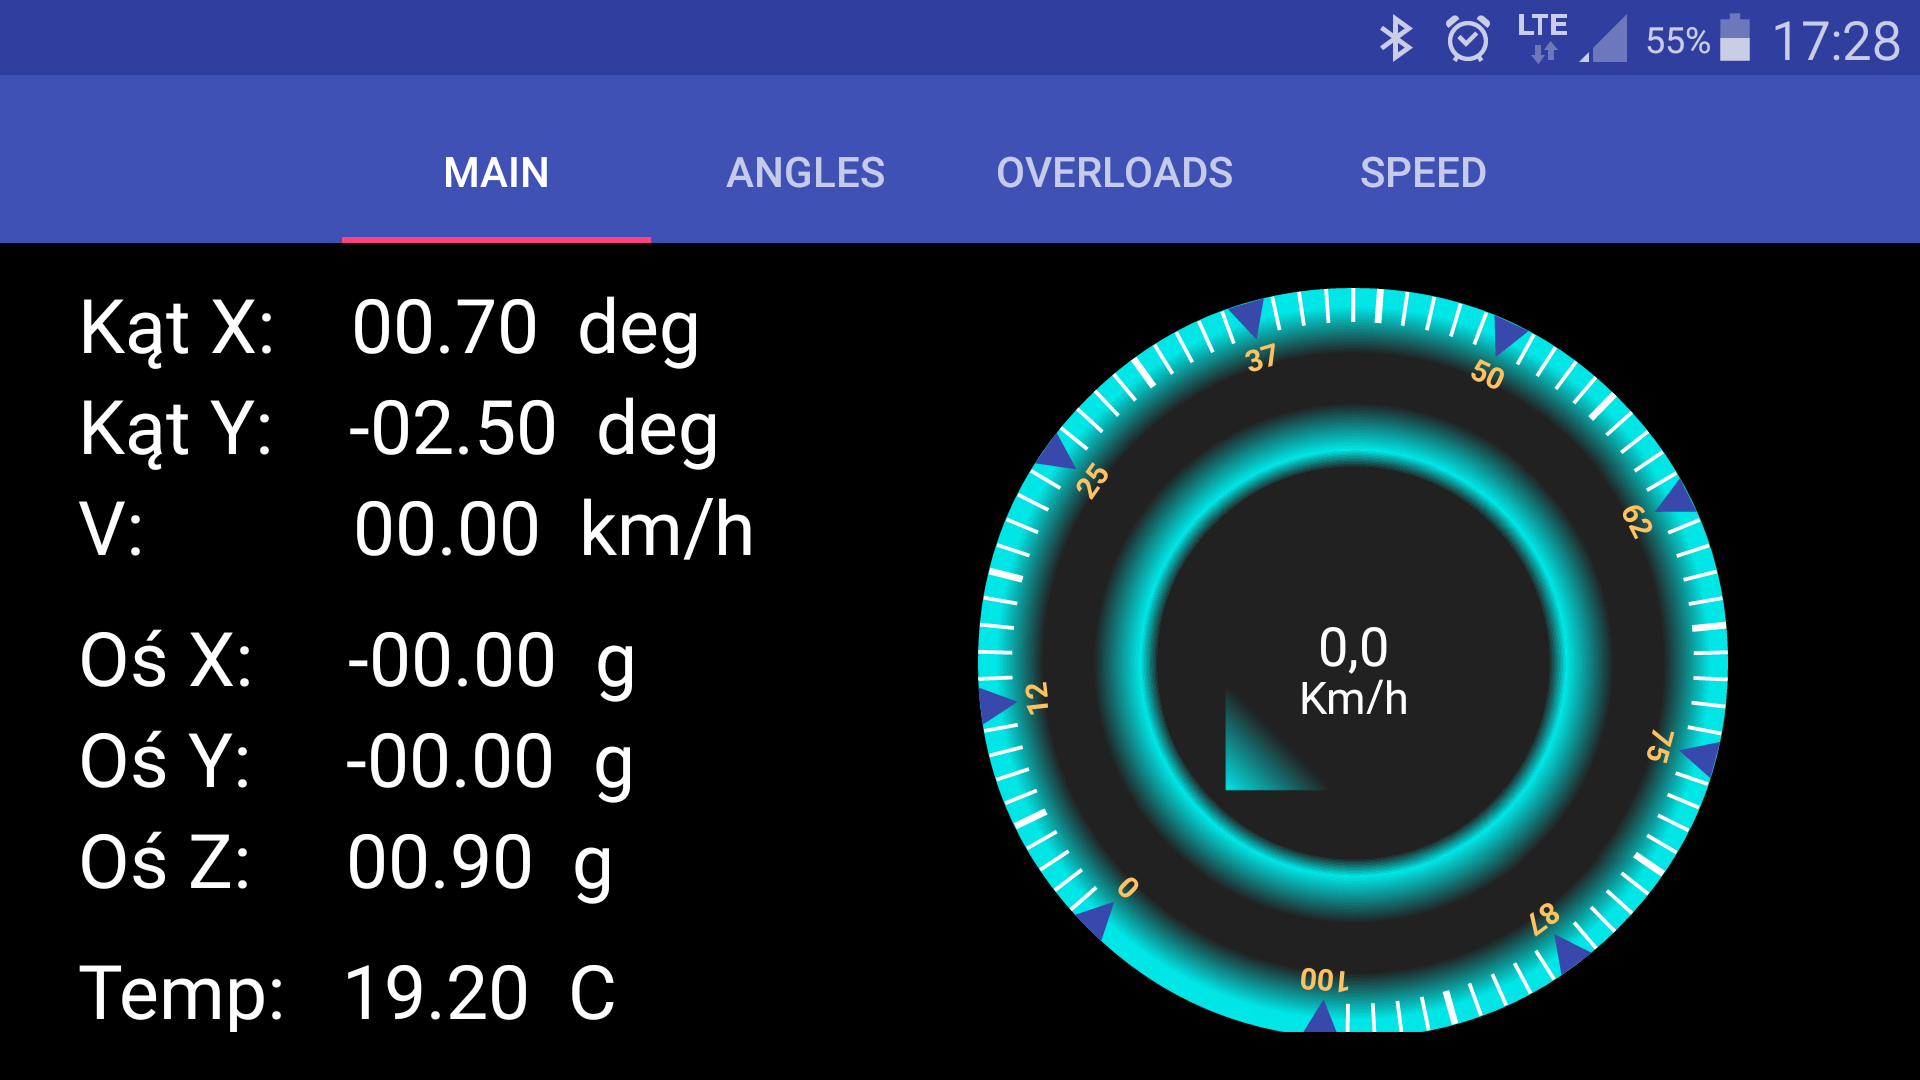 LTE 55% 17:28
MAIN ANGLES OVERLOADS SPEED
Kąt X: 00.70 deg
Kąt Y: -02.50 deg
V: 00.00 km/h
Oś X: -00.00 g
Oś Y: -00.00 g
Oś Z: 00.90 g
Temp: 19.20 C
0
12
25
37
50
62
75
87
100
0,0
Km/h